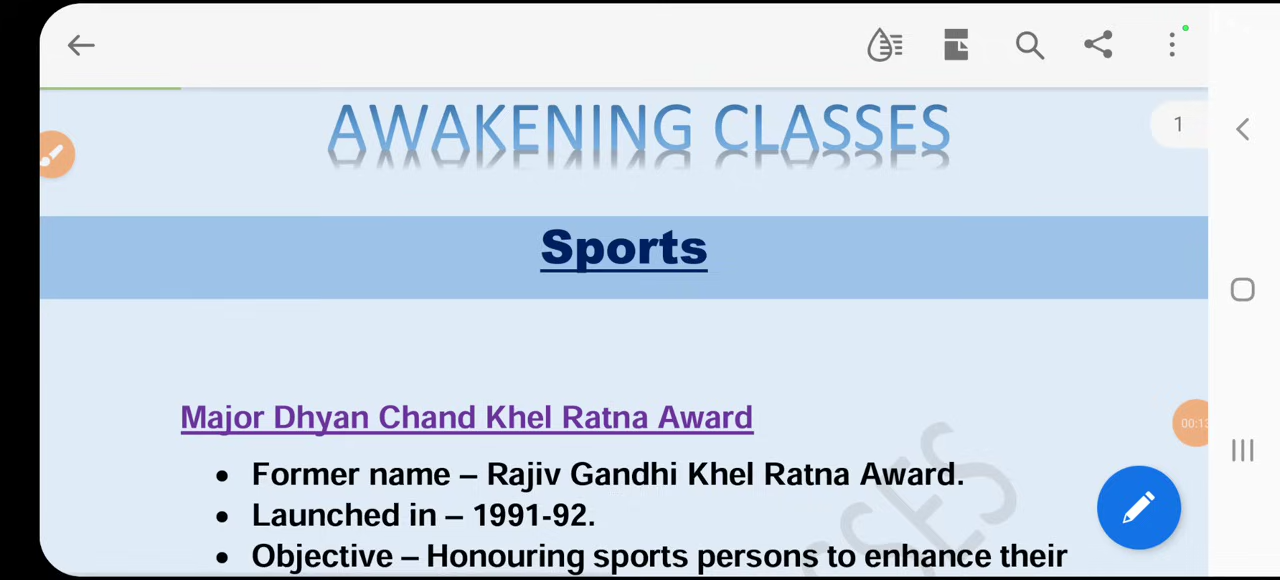 AWAKENING CLASSES
1
Sports
Major Dhyan Chand Khel Ratna Award
• Former name – Rajiv Gandhi Khel Ratna Award.
• Launched in – 1991-92.
• Objective – Honouring sports persons to enhance their